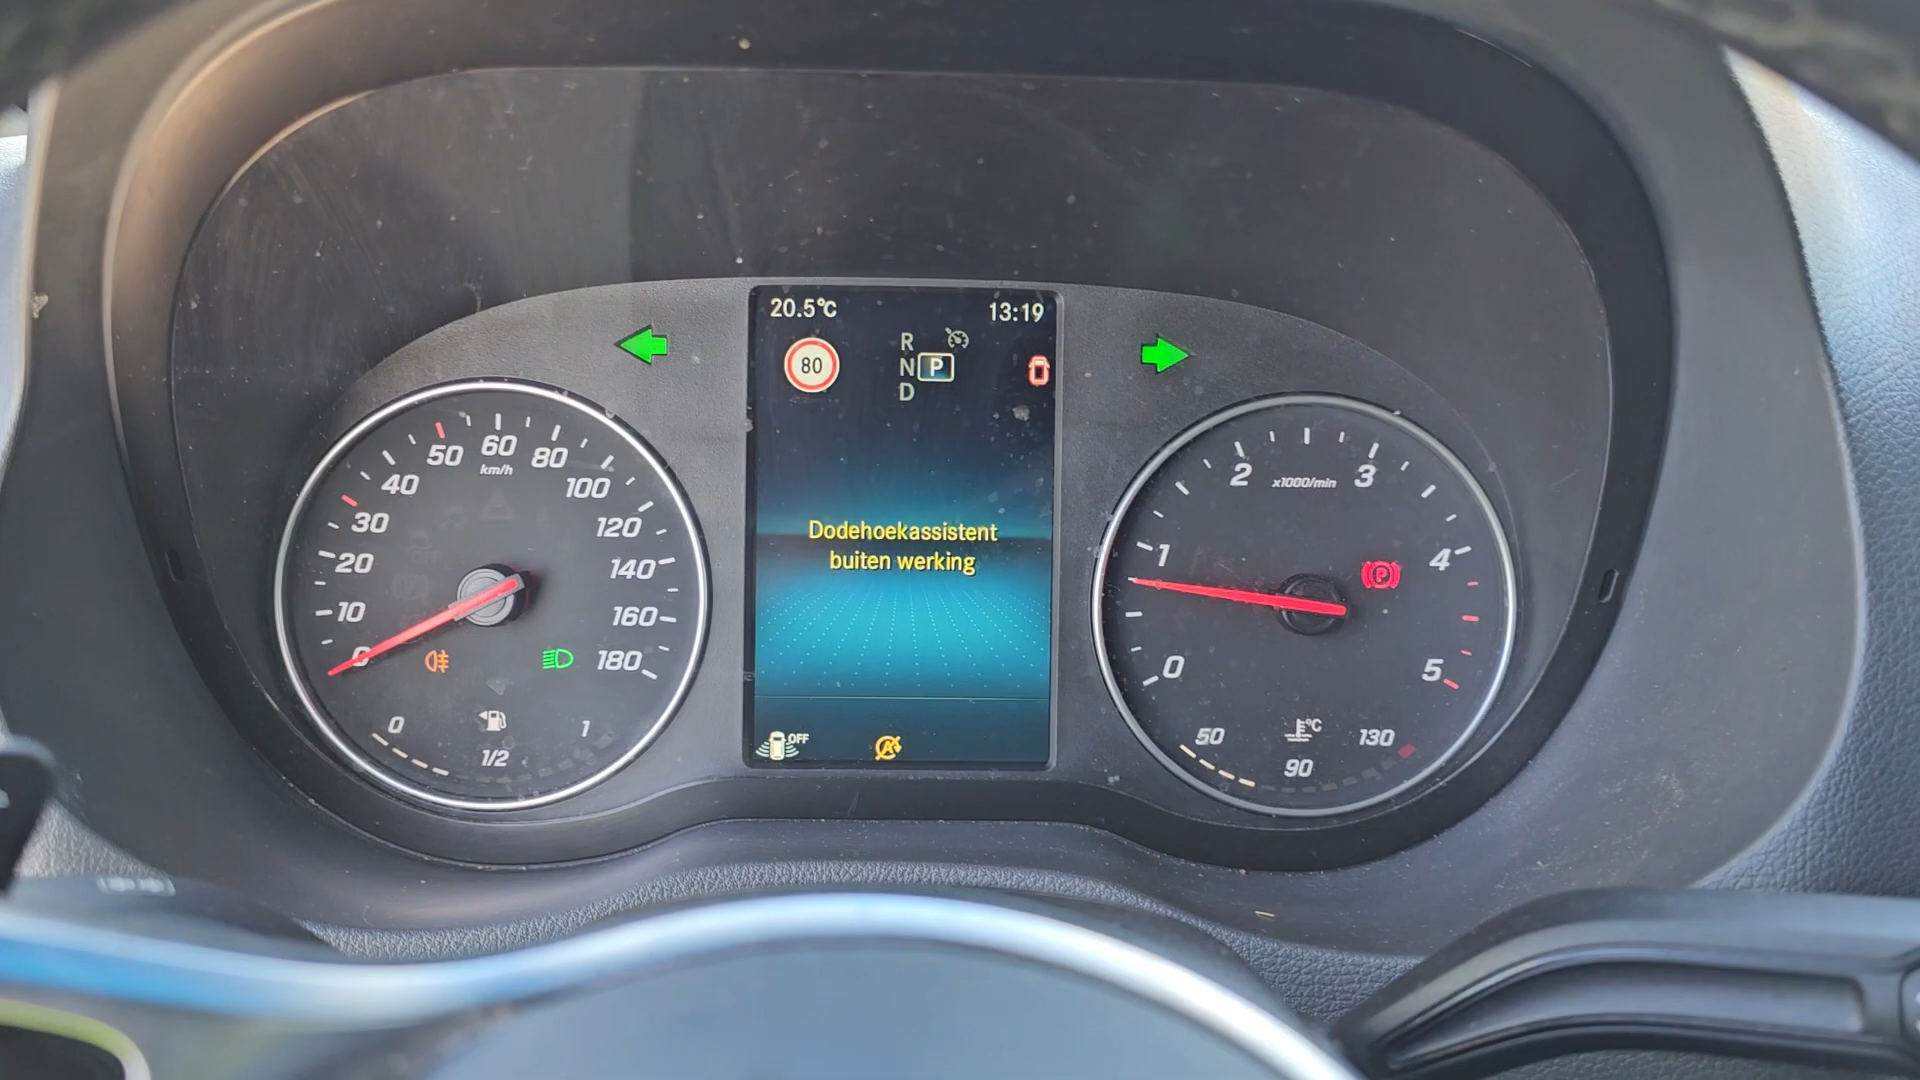 20.5°C 13:19
80
R
N P
D
Dodehoekassistent
buiten werking
OFF
0
10
20
30
40
50
60
km/h
80
100
120
140
160
180
0 1/2 1
0
1
2
x1000/min
3
4
5
P
°C
50 90 130